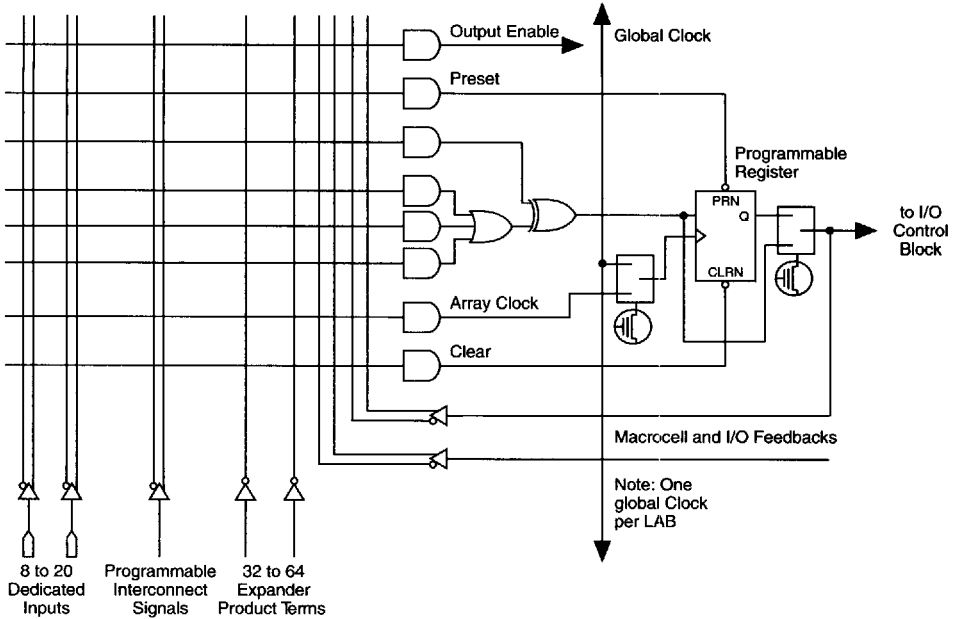 Output Enable
Global Clock
Preset
Programmable
Register
PRN
Q
to I/O
Control
Block
CLRN
Array Clock
Clear
Macrocell and I/O Feedbacks
Note: One
global Clock
per LAB
8 to 20
Dedicated
Inputs
Programmable
Interconnect
Signals
32 to 64
Expander
Product Terms